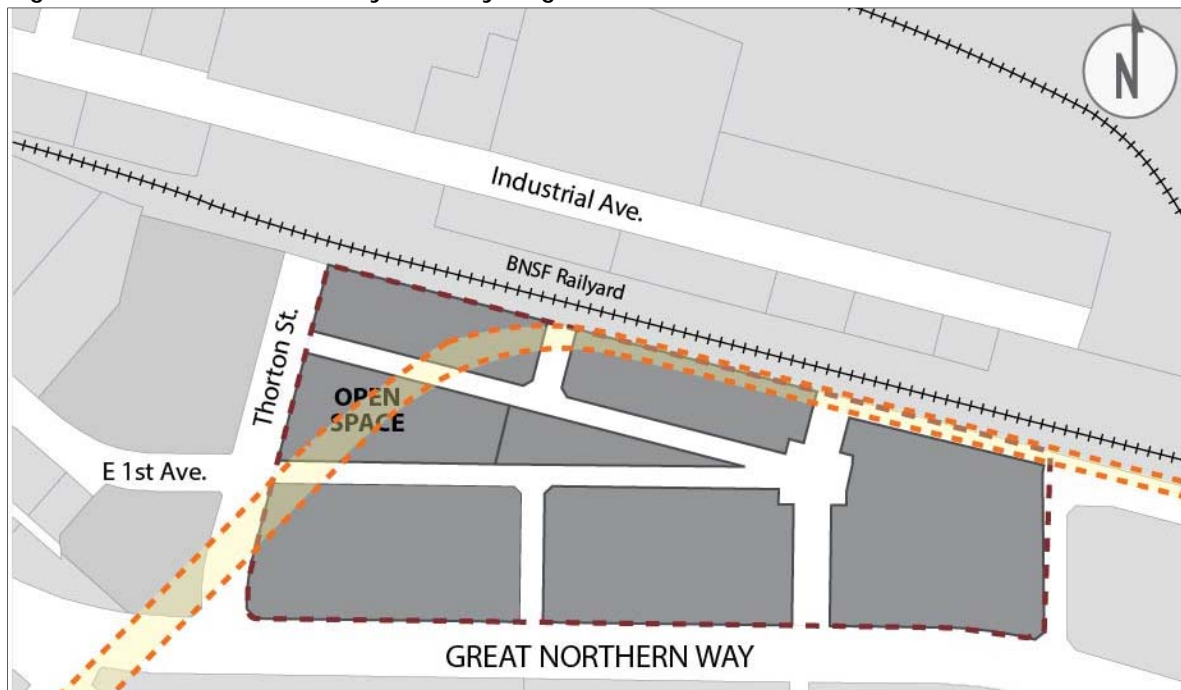 N
Industrial Ave.
BNSF Railyard
Thorton St.
OPEN
SPACE
E 1st Ave.
GREAT NORTHERN WAY